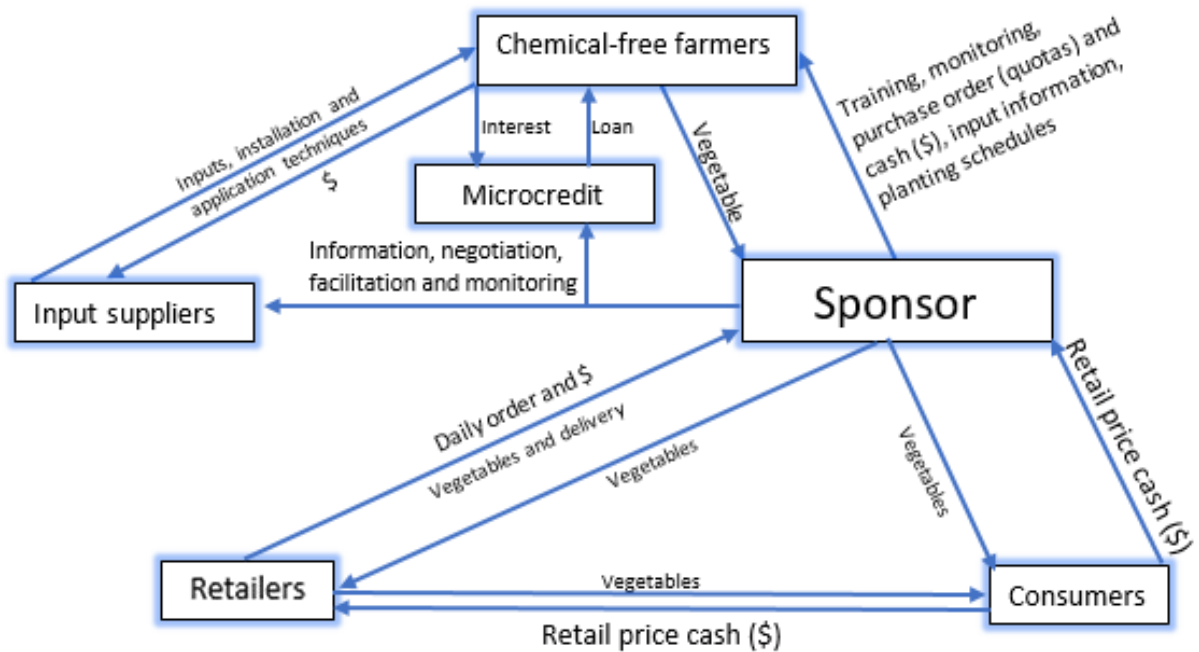 Chemical-free farmers
Training, monitoring,
purchase order (quotas) and
cash ($), input information,
planting schedules
Inputs, installation and
application techniques
$
Interest
Loan
Vegetable
Microcredit
Information, negotiation,
facilitation and monitoring
Input suppliers
Sponsor
Daily order and $
Vegetables and delivery
Vegetables
Vegetables
Retail price cash ($)
Retailers
Vegetables
Consumers
Retail price cash ($)